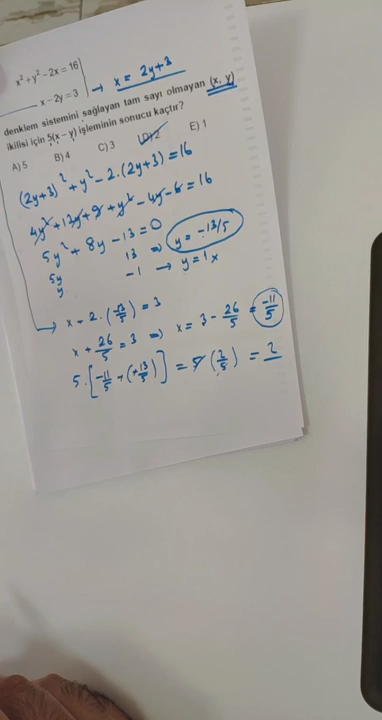 x² + y² - 2x = 16
x - 2y = 3 → x = 2y+3
denklem sistemini sağlayan tam sayı olmayan (x, y)
ikilisi için 5(x – y) işleminin sonucu kaçtır?
A) 5 B) 4 C) 3 D) 2 E) 1
(2y+3)² + y² - 2.(2y+3) = 16
4y² + 12y + 9 + y² - 4y - 6 = 16
5y² + 8y - 13 = 0
5y 13 ⇒ y = -13/5
y -1 → y = 1 x
x - 2.(-13/5) = 3
x + 26/5 = 3 ⇒ x = 3 - 26/5 = -11/5
5.[-11/5 - (+13/5)] = 5(2/5) = 2